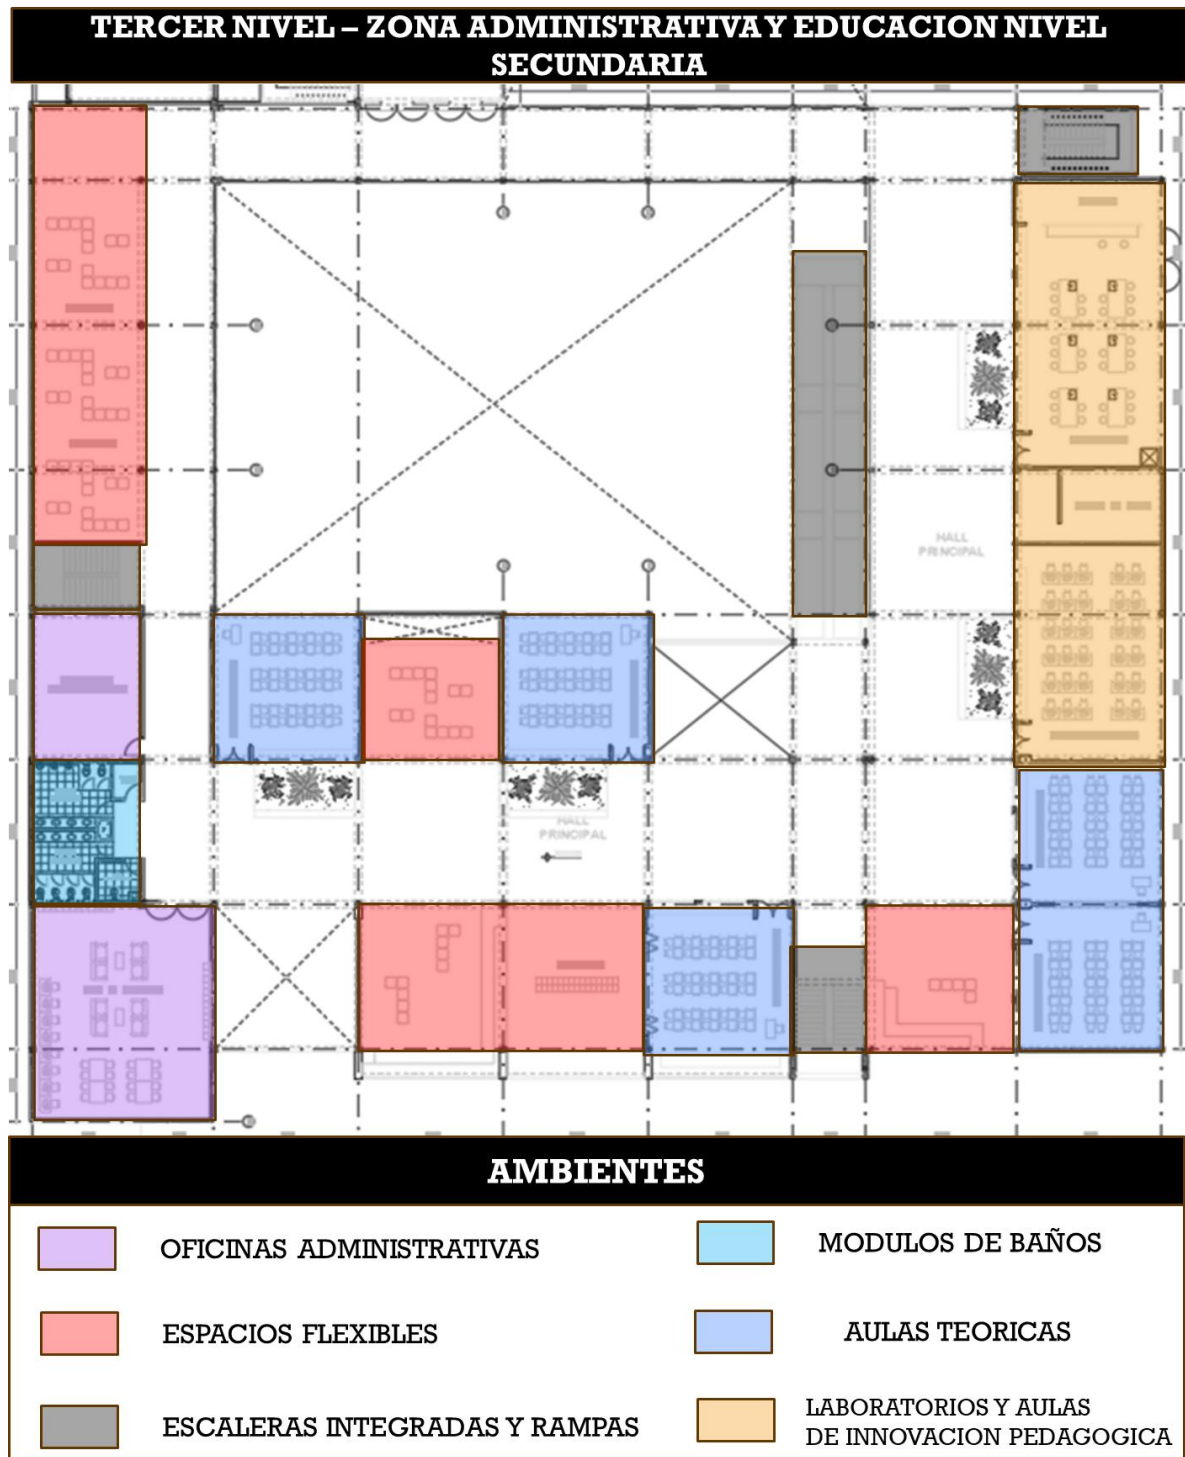 TERCER NIVEL – ZONA ADMINISTRATIVA Y EDUCACION NIVEL
SECUNDARIA
HALL
PRINCIPAL
HALL
PRINCIPAL
AMBIENTES
OFICINAS ADMINISTRATIVAS
MODULOS DE BAÑOS
ESPACIOS FLEXIBLES
AULAS TEORICAS
ESCALERAS INTEGRADAS Y RAMPAS
LABORATORIOS Y AULAS
DE INNOVACION PEDAGOGICA